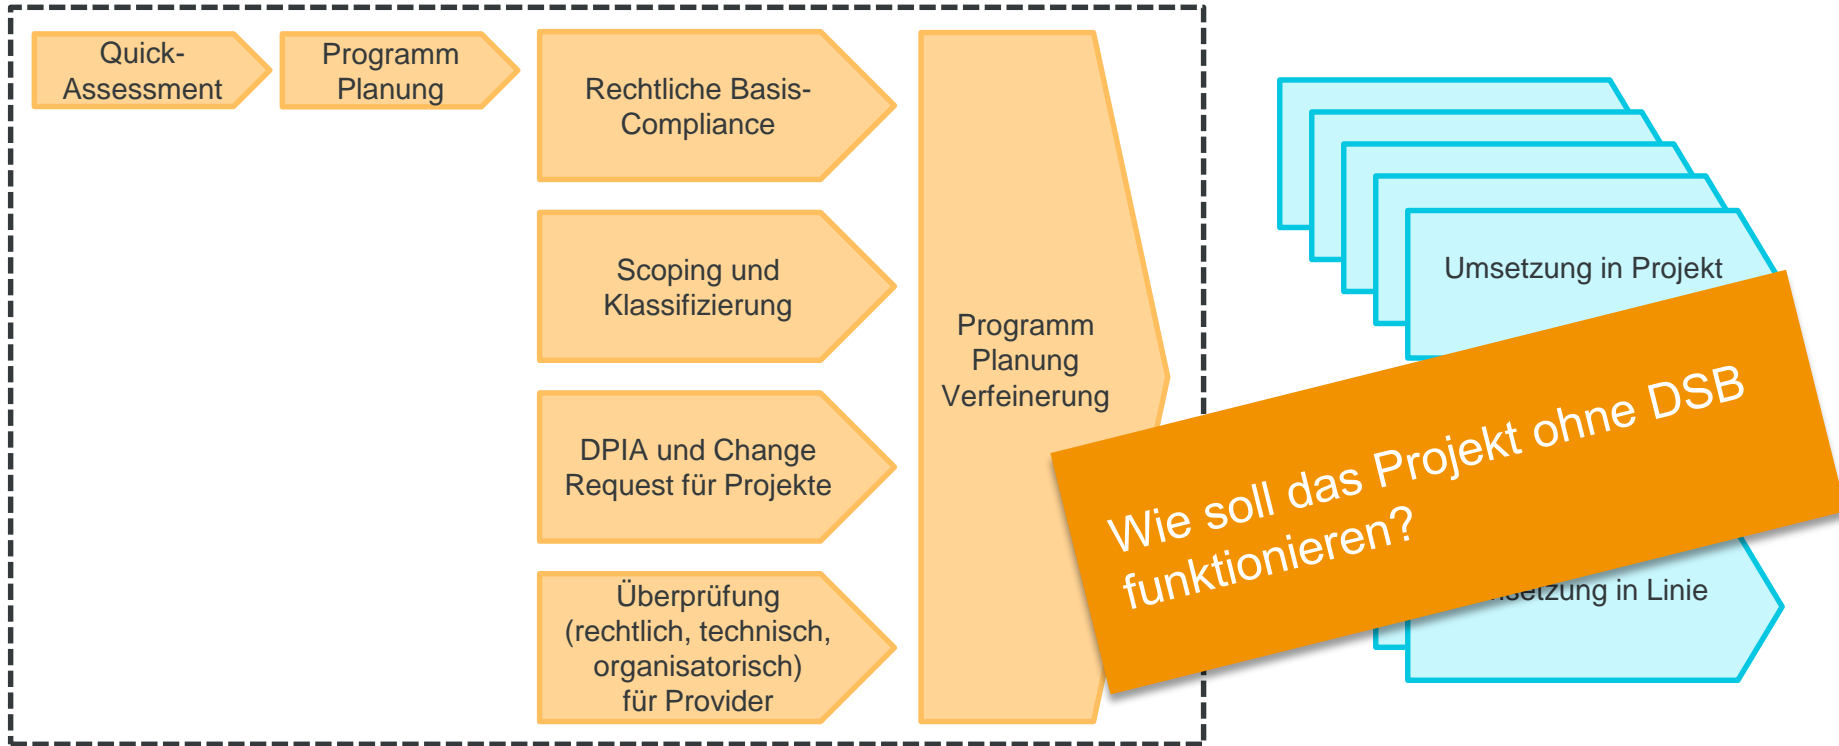 Quick-
Assessment
Programm
Planung
Rechtliche Basis-
Compliance
Scoping und
Klassifizierung
DPIA und Change
Request für Projekte
Überprüfung
(rechtlich, technisch,
organisatorisch)
für Provider
Programm
Planung
Verfeinerung
Umsetzung in Projekt
Wie soll das Projekt ohne DSB
funktionieren?
in Linie